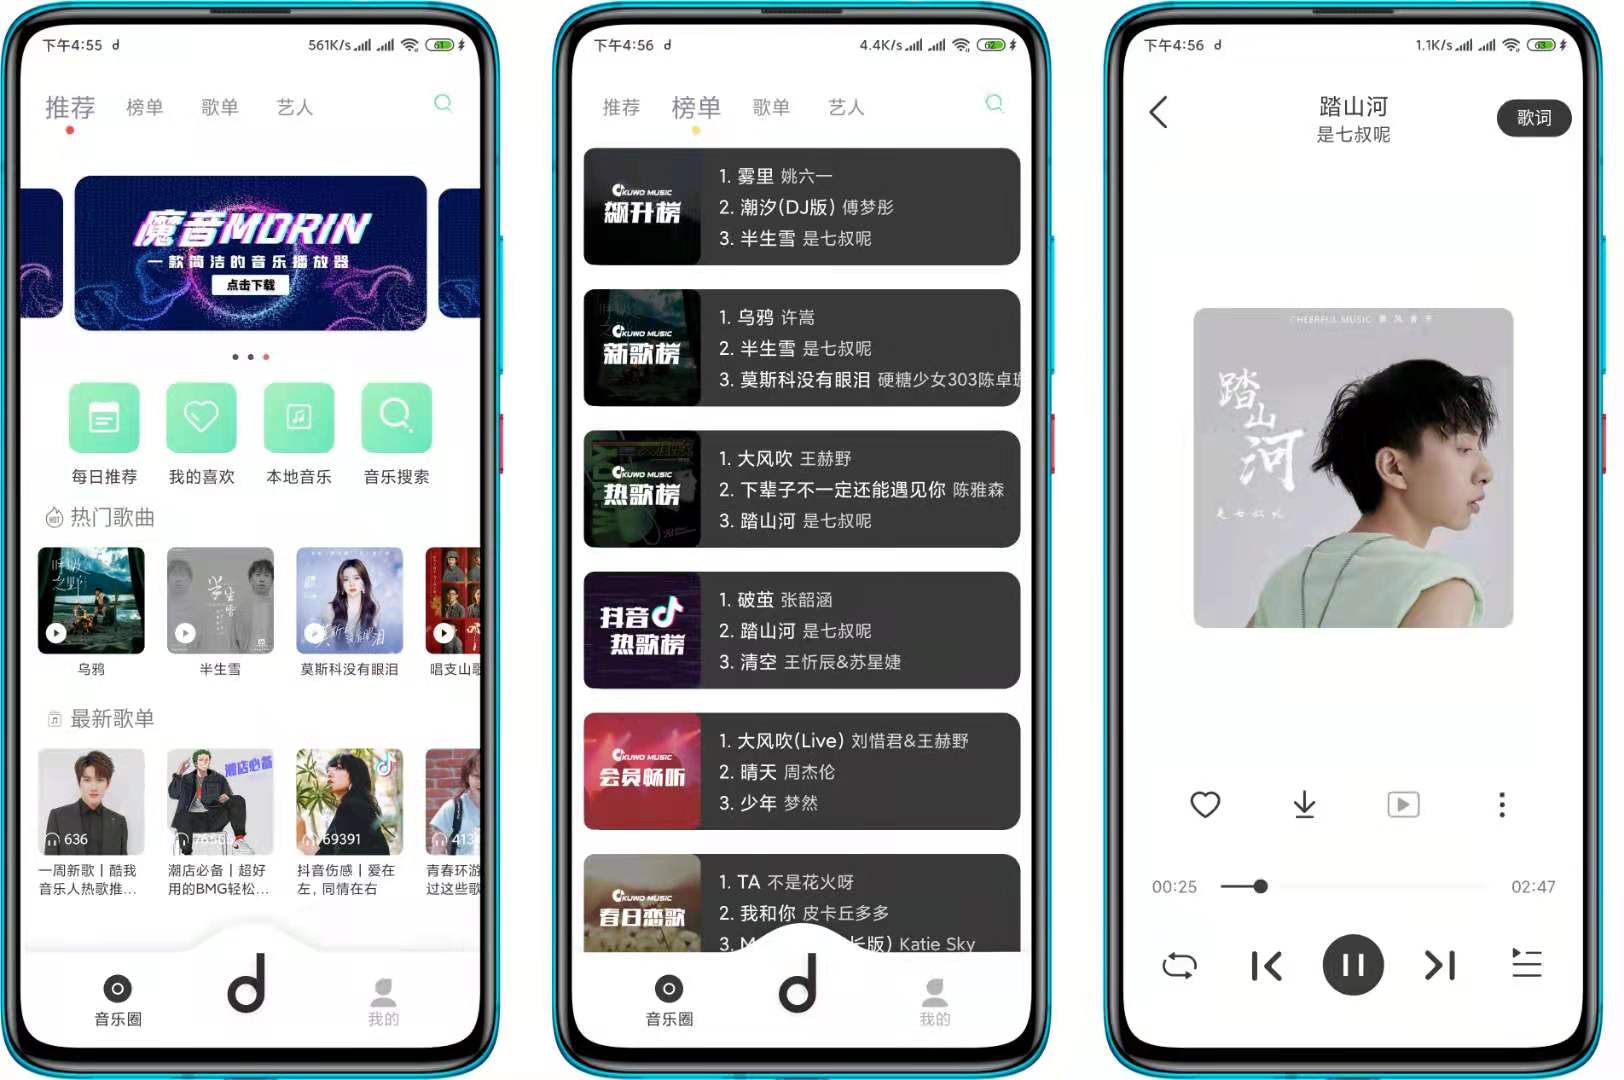 下午4:55
561K/s
61
推荐
榜单
歌单
艺人
魔音MORIN
一款简洁的音乐播放器
点击下载
每日推荐
我的喜欢
本地音乐
音乐搜索
HOT 热门歌曲
呼吸之野
半生雪
乌鸦
半生雪
莫斯科没有眼泪
唱支山歌
最新歌单
潮店必备
636
69391
一周新歌丨酷我
音乐人热歌推...
潮店必备丨超好
用的BMG轻松...
抖音伤感丨爱在
左，同情在右
青春环游
过这些歌
音乐圈
我的
下午4:56
4.4K/s
62
推荐
榜单
歌单
艺人
KUWO MUSIC
飙升榜
1. 雾里 姚六一
2. 潮汐(DJ版) 傅梦彤
3. 半生雪 是七叔呢
KUWO MUSIC
新歌榜
1. 乌鸦 许嵩
2. 半生雪 是七叔呢
3. 莫斯科没有眼泪 硬糖少女303陈卓
KUWO MUSIC
热歌榜
1. 大风吹 王赫野
2. 下辈子不一定还能遇见你 陈雅森
3. 踏山河 是七叔呢
抖音
热歌榜
1. 破茧 张韶涵
2. 踏山河 是七叔呢
3. 清空 王忻辰&苏星婕
KUWO MUSIC
会员畅听
1. 大风吹(Live) 刘惜君&王赫野
2. 晴天 周杰伦
3. 少年 梦然
KUWO MUSIC
春日恋歌
1. TA 不是花火呀
2. 我和你 皮卡丘多多
3. 版) Katie Sky
音乐圈
我的
下午4:56
1.1K/s
63
踏山河
是七叔呢
歌词
CHEERFUL MUSIC
踏山河
是七叔呢
00:25
02:47